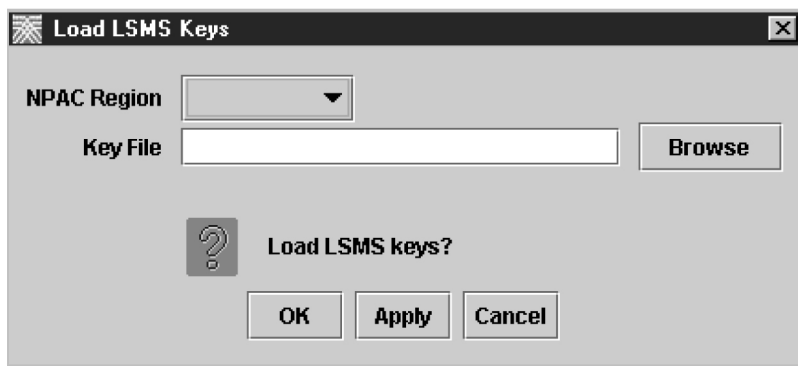 Load LSMS Keys
NPAC Region
Key File Browse
Load LSMS keys?
OK Apply Cancel